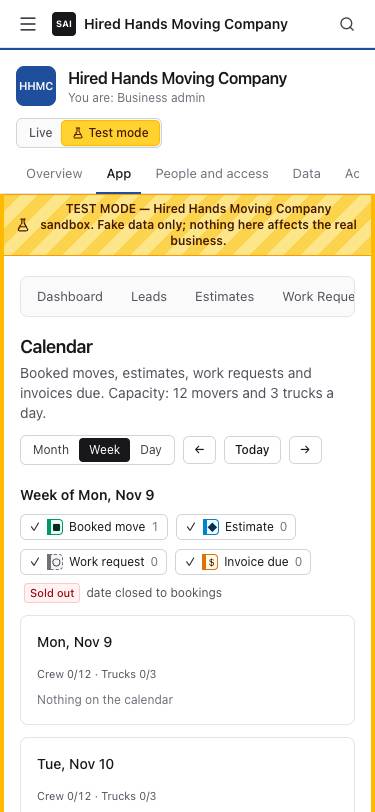 SAI Hired Hands Moving Company
HHMC
Hired Hands Moving Company
You are: Business admin
Live Test mode
Overview App People and access Data Ac
TEST MODE — Hired Hands Moving Company
sandbox. Fake data only; nothing here affects the real
business.
Dashboard Leads Estimates Work Reque
Calendar
Booked moves, estimates, work requests and
invoices due. Capacity: 12 movers and 3 trucks a
day.
Month Week Day ← Today →
Week of Mon, Nov 9
✓ Booked move 1 ✓ Estimate 0
✓ Work request 0 ✓ $ Invoice due 0
Sold out date closed to bookings
Mon, Nov 9
Crew 0/12 · Trucks 0/3
Nothing on the calendar
Tue, Nov 10
Crew 0/12 · Trucks 0/3